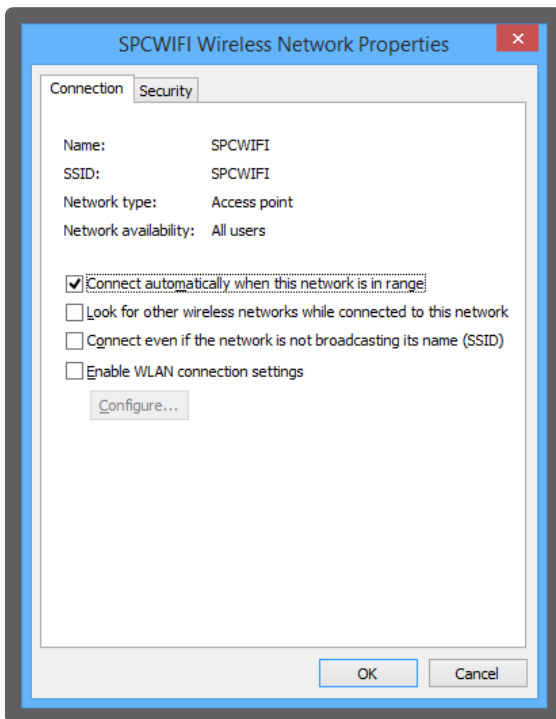 SPCWIFI Wireless Network Properties
Connection Security
Name: SPCWIFI
SSID: SPCWIFI
Network type: Access point
Network availability: All users
Connect automatically when this network is in range
Look for other wireless networks while connected to this network
Connect even if the network is not broadcasting its name (SSID)
Enable WLAN connection settings
Configure...
OK Cancel